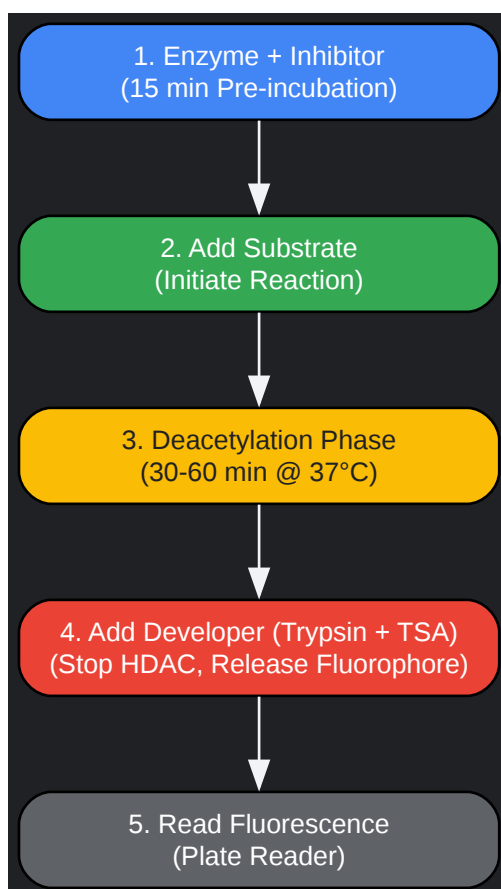 1. Enzyme + Inhibitor
(15 min Pre-incubation)
2. Add Substrate
(Initiate Reaction)
3. Deacetylation Phase
(30-60 min @ 37°C)
4. Add Developer (Trypsin + TSA)
(Stop HDAC, Release Fluorophore)
5. Read Fluorescence
(Plate Reader)